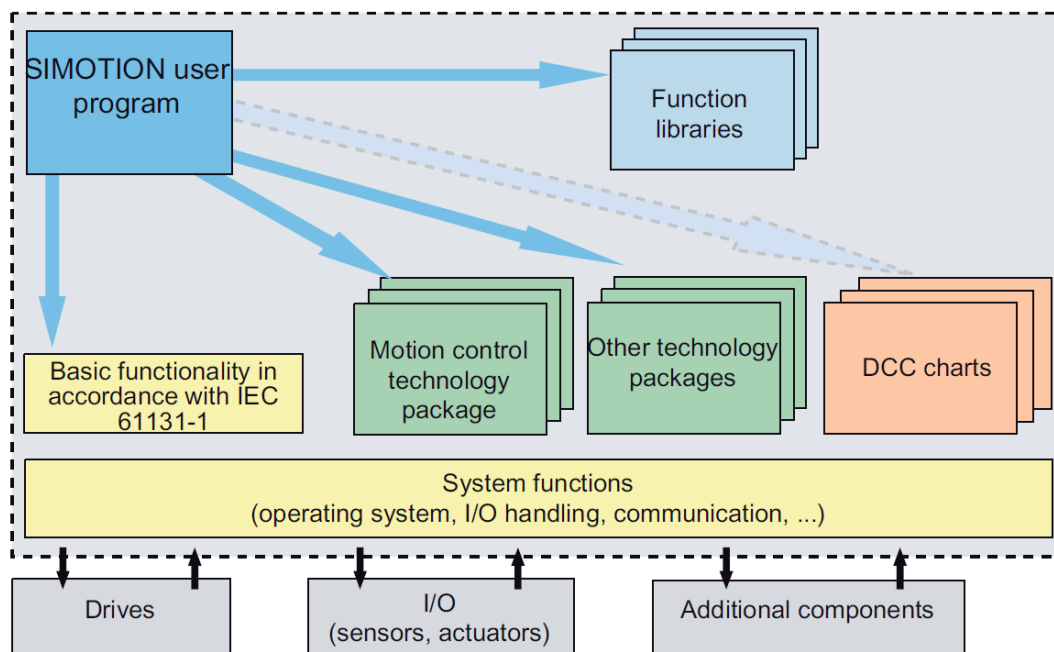 SIMOTION user
program
Function
libraries
Basic functionality in
accordance with IEC
61131-1
Motion control
technology
package
Other technology
packages
DCC charts
System functions
(operating system, I/O handling, communication, ...)
Drives
I/O
(sensors, actuators)
Additional components